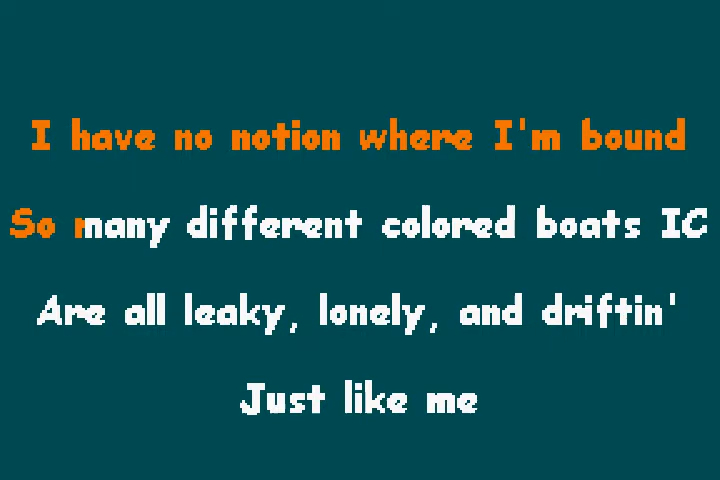 I have no notion where I'm bound
So many different colored boats IC
Are all leaky, lonely, and driftin'
Just like me